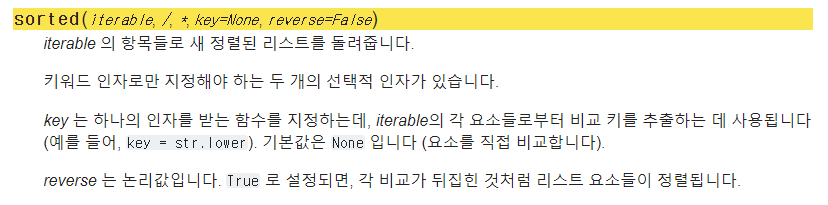 sorted(iterable, /, *, key=None, reverse=False)
iterable 의 항목들로 새 정렬된 리스트를 돌려줍니다.
키워드 인자로만 지정해야 하는 두 개의 선택적 인자가 있습니다.
key 는 하나의 인자를 받는 함수를 지정하는데, iterable의 각 요소들로부터 비교 키를 추출하는 데 사용됩니다
(예를 들어, key = str.lower). 기본값은 None 입니다 (요소를 직접 비교합니다).
reverse 는 논리값입니다. True 로 설정되면, 각 비교가 뒤집힌 것처럼 리스트 요소들이 정렬됩니다.